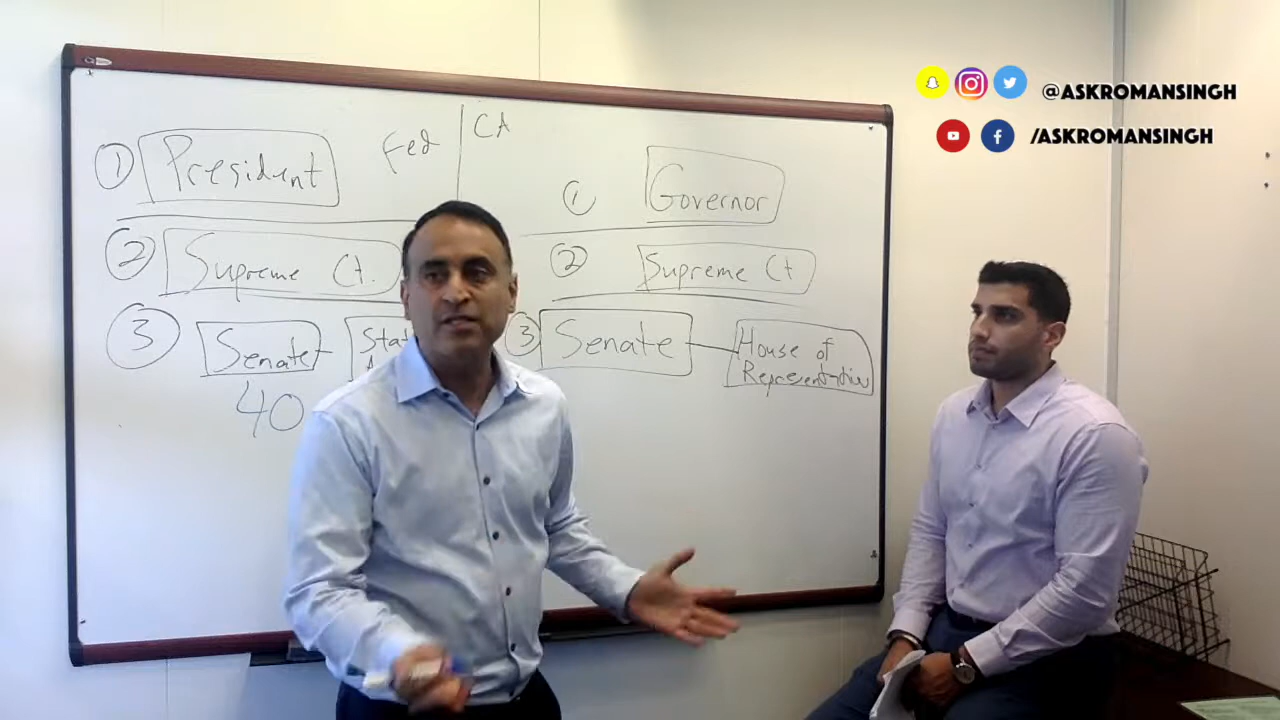 @ASKROMANSINGH
/ASKROMANSINGH
Fed | CA
① President
① Governor
② Supreme Ct.
② Supreme Ct
③ Senate
③ Senate
House of
Representative
40